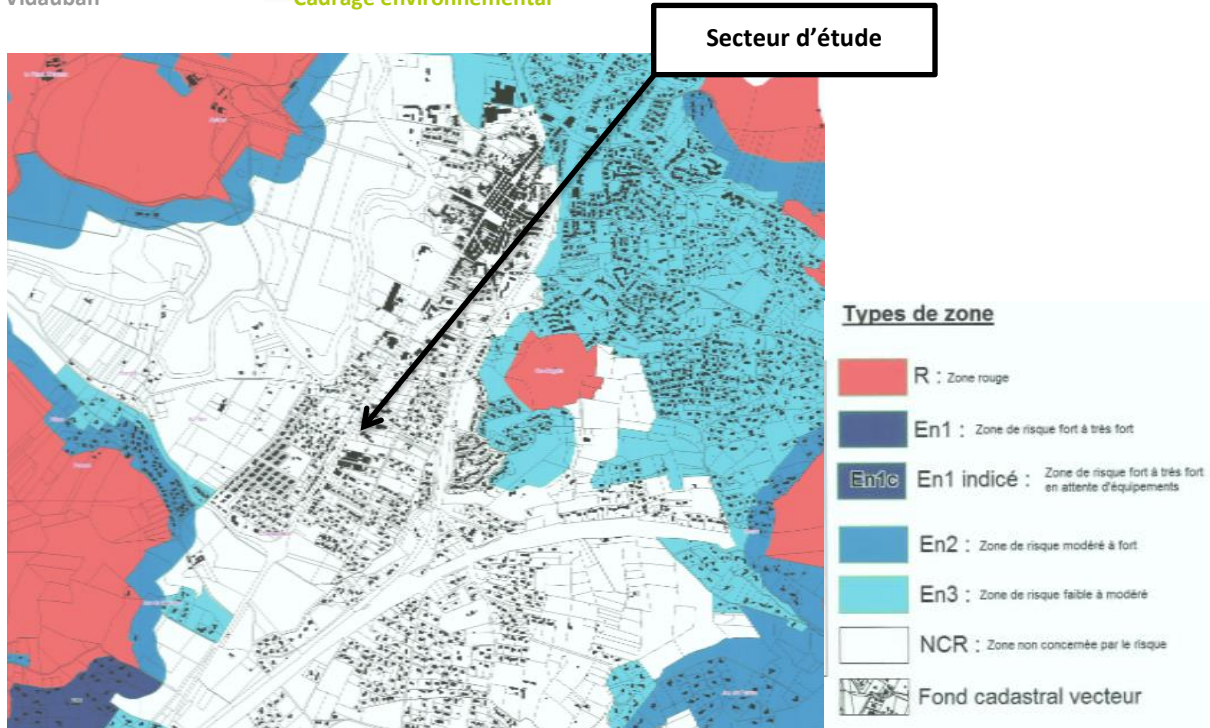 Vidauban
Cadrage environnemental
Secteur d'étude
Types de zone
R : Zone rouge
En1 : Zone de risque fort à très fort
En1c
En1 indicé : Zone de risque fort à très fort
en attente d'équipements
En2 : Zone de risque modéré à fort
En3 : Zone de risque faible à modéré
NCR : Zone non concernée par le risque
Fond cadastral vecteur